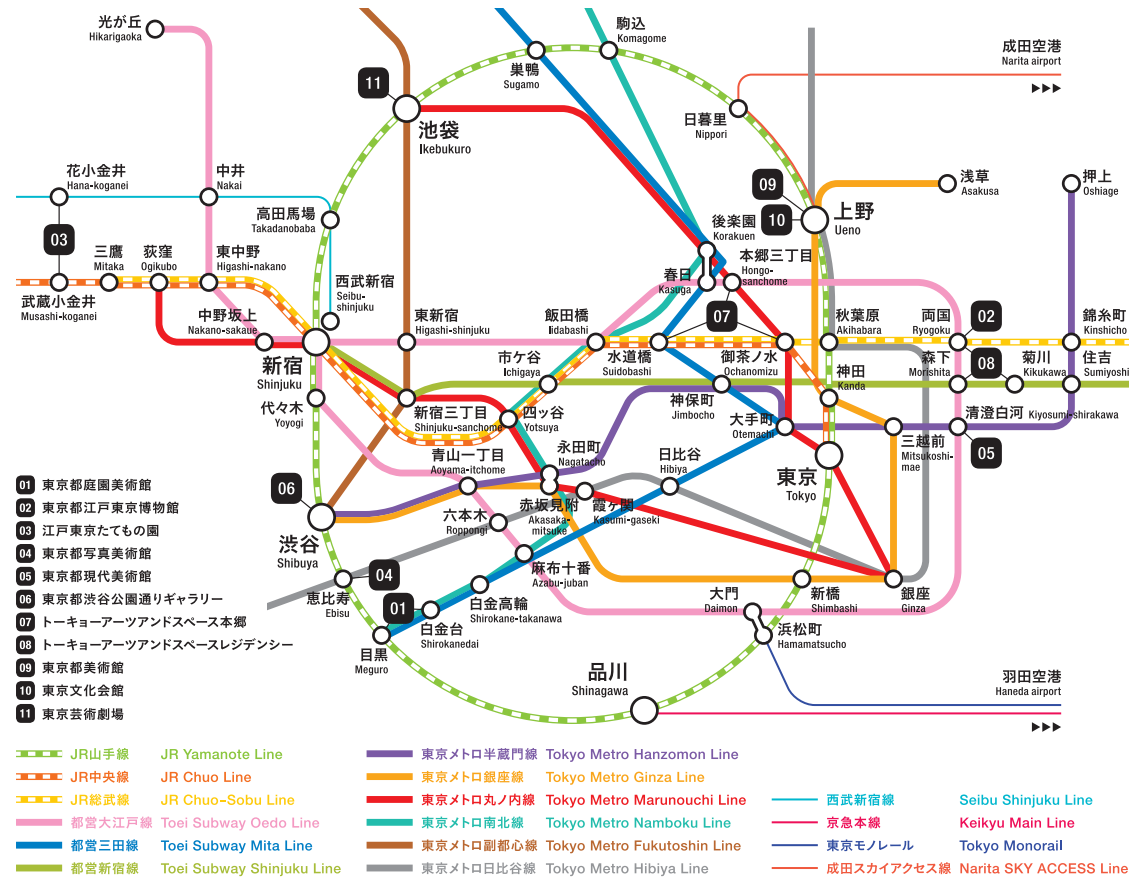 光が丘
Hikarigaoka
駒込
Komagome
巣鴨
Sugamo
成田空港
Narita airport
▶▶▶
11
池袋
Ikebukuro
日暮里
Nippori
花小金井
Hana-koganei
中井
Nakai
高田馬場
Takadanobaba
09
10
上野
Ueno
浅草
Asakusa
押上
Oshiage
03
後楽園
Korakuen
三鷹
Mitaka
荻窪
Ogikubo
東中野
Higashi-nakano
西武新宿
Seibu-
shinjuku
春日
Kasuga
本郷三丁目
Hongo-
sanchome
武蔵小金井
Musashi-koganei
中野坂上
Nakano-sakaue
東新宿
Higashi-shinjuku
飯田橋
Iidabashi
07
秋葉原
Akihabara
両国
Ryogoku
02
錦糸町
Kinshicho
新宿
Shinjuku
市ケ谷
Ichigaya
水道橋
Suidobashi
御茶ノ水
Ochanomizu
神田
Kanda
森下
Morishita
08
菊川
Kikukawa
住吉
Sumiyoshi
代々木
Yoyogi
新宿三丁目
Shinjuku-sanchome
四ッ谷
Yotsuya
神保町
Jimbocho
大手町
Otemachi
清澄白河
Kiyosumi-shirakawa
三越前
Mitsukoshi-
mae
05
青山一丁目
Aoyama-itchome
永田町
Nagatacho
日比谷
Hibiya
東京
Tokyo
06
渋谷
Shibuya
六本木
Roppongi
赤坂見附
Akasaka-
mitsuke
霞ヶ関
Kasumi-gaseki
04
恵比寿
Ebisu
麻布十番
Azabu-juban
01
白金台
Shirokanedai
白金高輪
Shirokane-takanawa
目黒
Meguro
大門
Daimon
新橋
Shimbashi
銀座
Ginza
浜松町
Hamamatsucho
品川
Shinagawa
羽田空港
Haneda airport
▶▶▶
01 東京都庭園美術館
02 東京都江戸東京博物館
03 江戸東京たてもの園
04 東京都写真美術館
05 東京都現代美術館
06 東京都渋谷公園通りギャラリー
07 トーキョーアーツアンドスペース本郷
08 トーキョーアーツアンドスペースレジデンシー
09 東京都美術館
10 東京文化会館
11 東京芸術劇場
JR山手線 JR Yamanote Line
JR中央線 JR Chuo Line
JR総武線 JR Chuo-Sobu Line
都営大江戸線 Toei Subway Oedo Line
都営三田線 Toei Subway Mita Line
都営新宿線 Toei Subway Shinjuku Line
東京メトロ半蔵門線 Tokyo Metro Hanzomon Line
東京メトロ銀座線 Tokyo Metro Ginza Line
東京メトロ丸ノ内線 Tokyo Metro Marunouchi Line
東京メトロ南北線 Tokyo Metro Namboku Line
東京メトロ副都心線 Tokyo Metro Fukutoshin Line
東京メトロ日比谷線 Tokyo Metro Hibiya Line
西武新宿線 Seibu Shinjuku Line
京急本線 Keikyu Main Line
東京モノレール Tokyo Monorail
成田スカイアクセス線 Narita SKY ACCESS Line